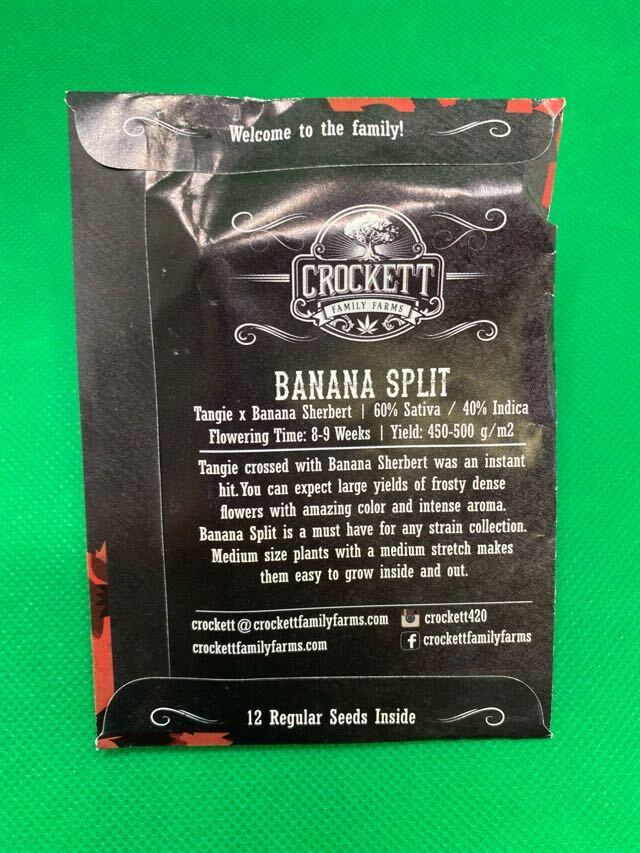 Welcome to the family!
CROCKETT
FAMILY FARMS
BANANA SPLIT
Tangie x Banana Sherbert | 60% Sativa / 40% Indica
Flowering Time: 8-9 Weeks | Yield: 450-500 g/m2
Tangie crossed with Banana Sherbert was an instant
hit. You can expect large yields of frosty dense
flowers with amazing color and intense aroma.
Banana Split is a must have for any strain collection.
Medium size plants with a medium stretch makes
them easy to grow inside and out.
crockett@crockettfamilyfarms.com crockett420
crockettfamilyfarms.com f crockettfamilyfarms
12 Regular Seeds Inside